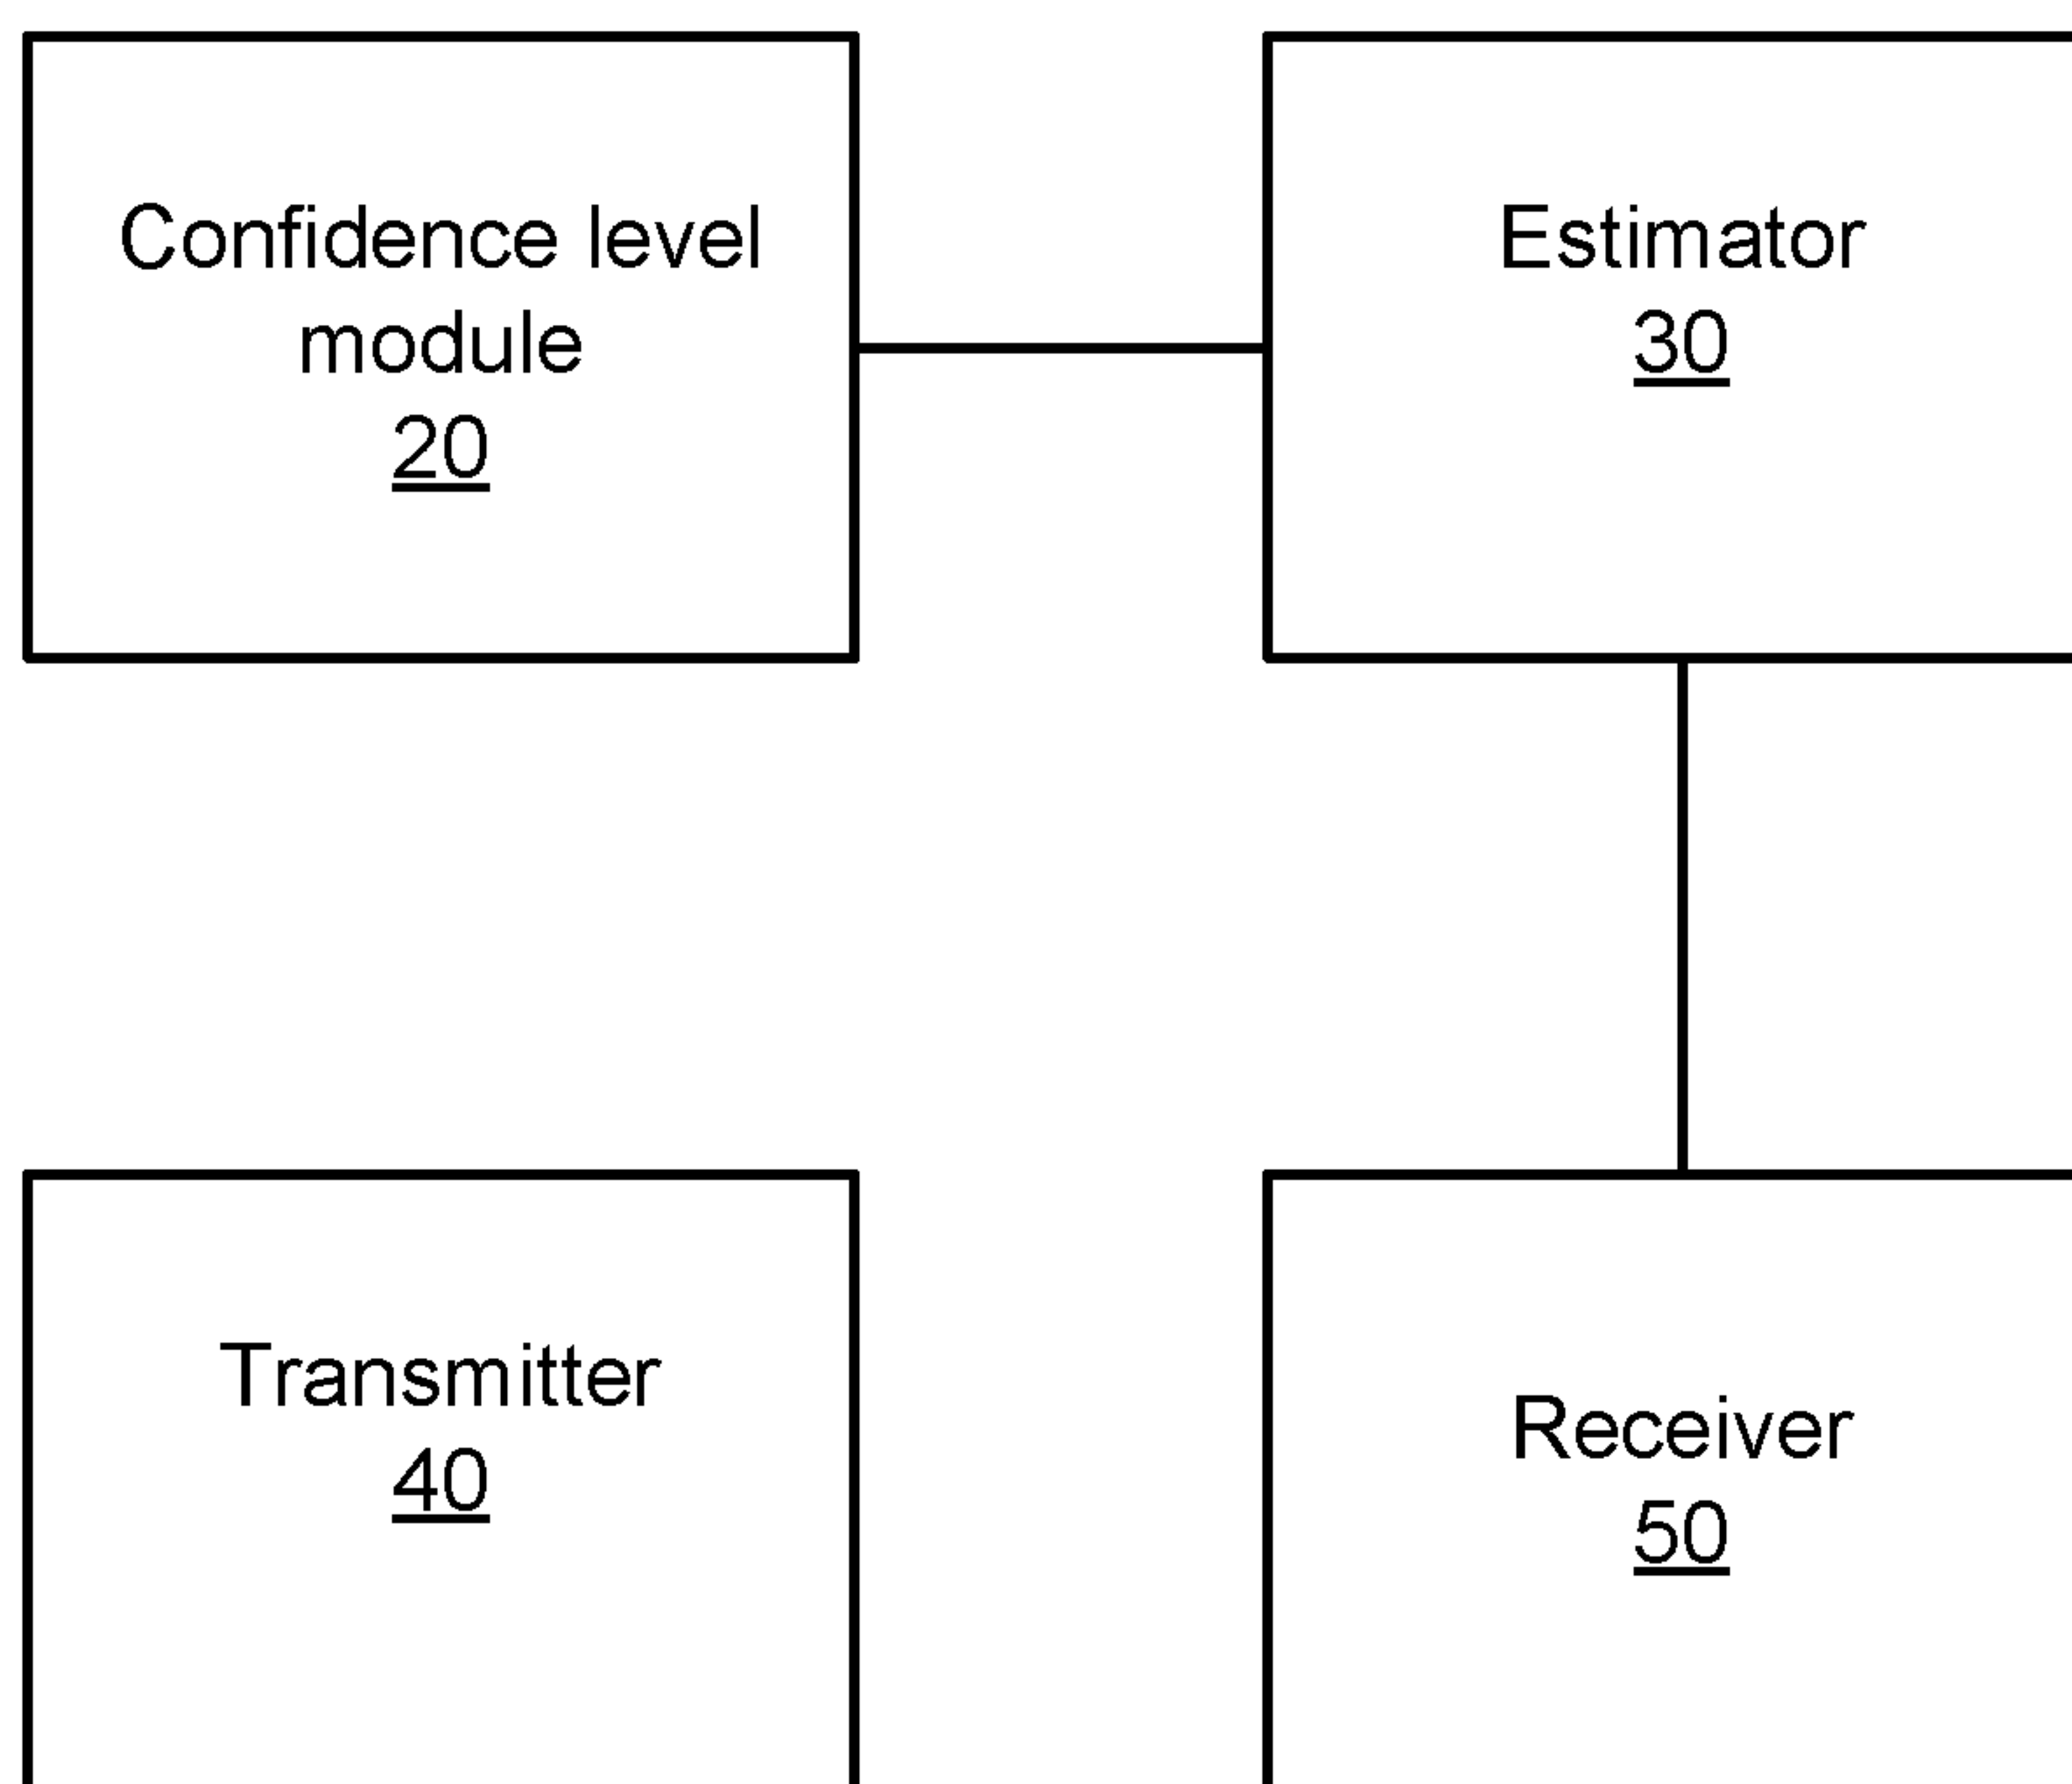 Confidence level
module
20
Estimator
30
Transmitter
40
Receiver
50